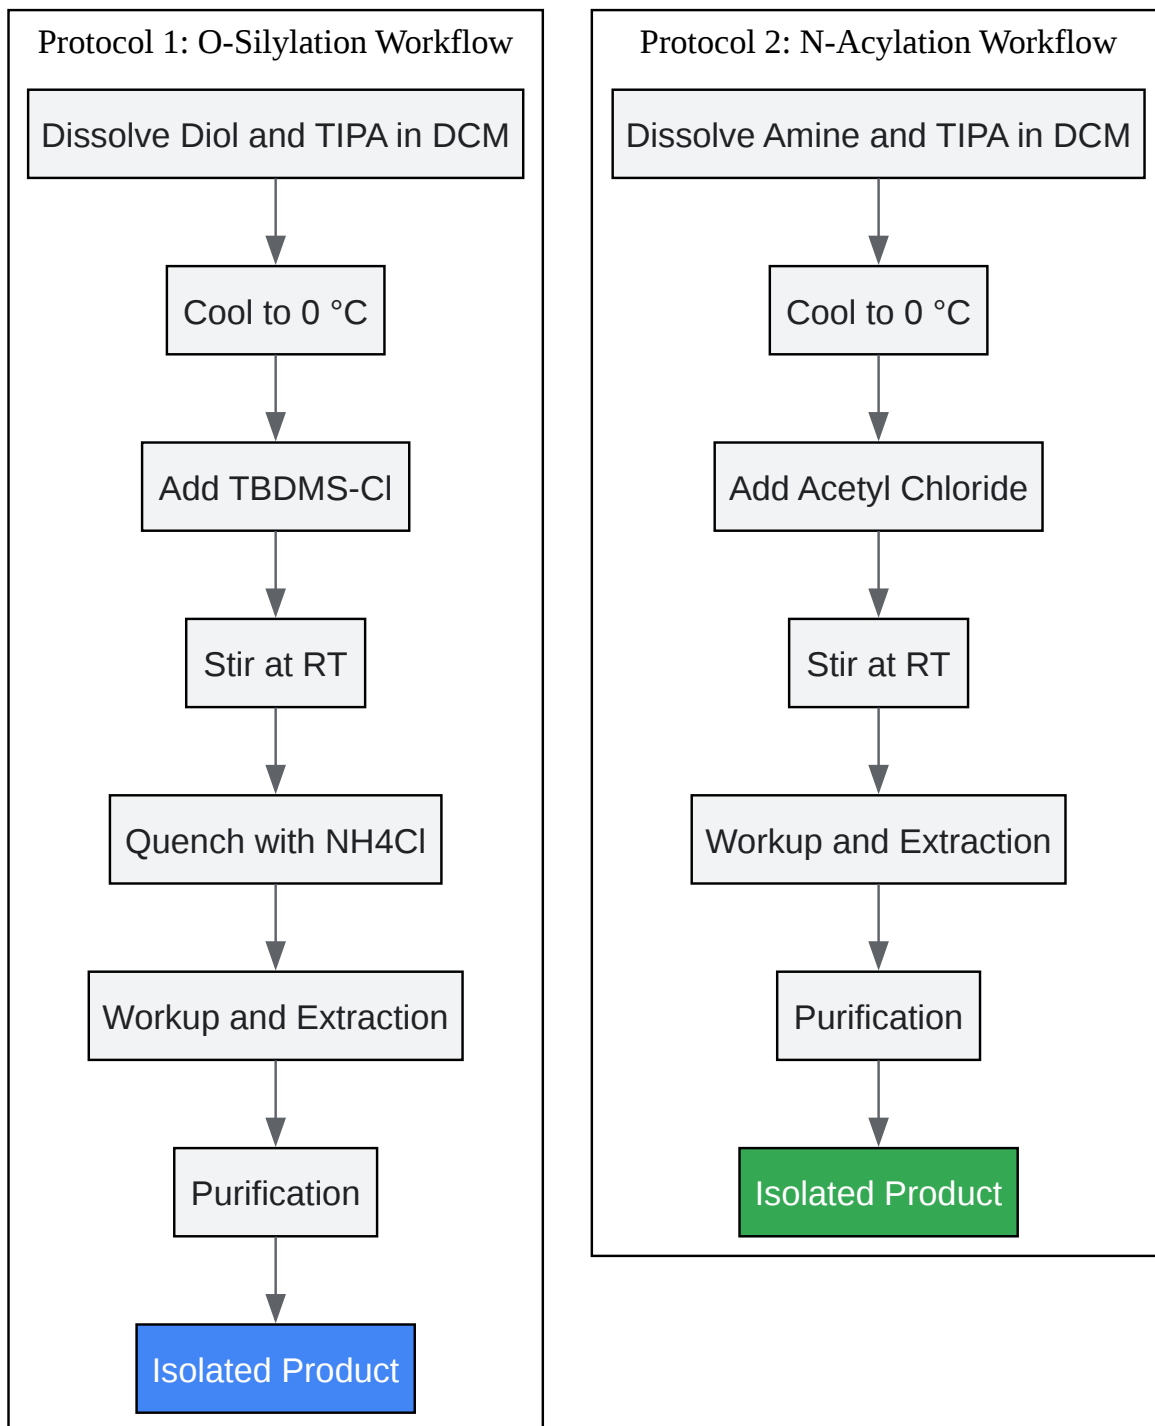 Protocol 1: O-Silylation Workflow
Dissolve Diol and TIPA in DCM
Cool to 0 °C
Add TBDMS-Cl
Stir at RT
Quench with NH4Cl
Workup and Extraction
Purification
Isolated Product
Protocol 2: N-Acylation Workflow
Dissolve Amine and TIPA in DCM
Cool to 0 °C
Add Acetyl Chloride
Stir at RT
Workup and Extraction
Purification
Isolated Product